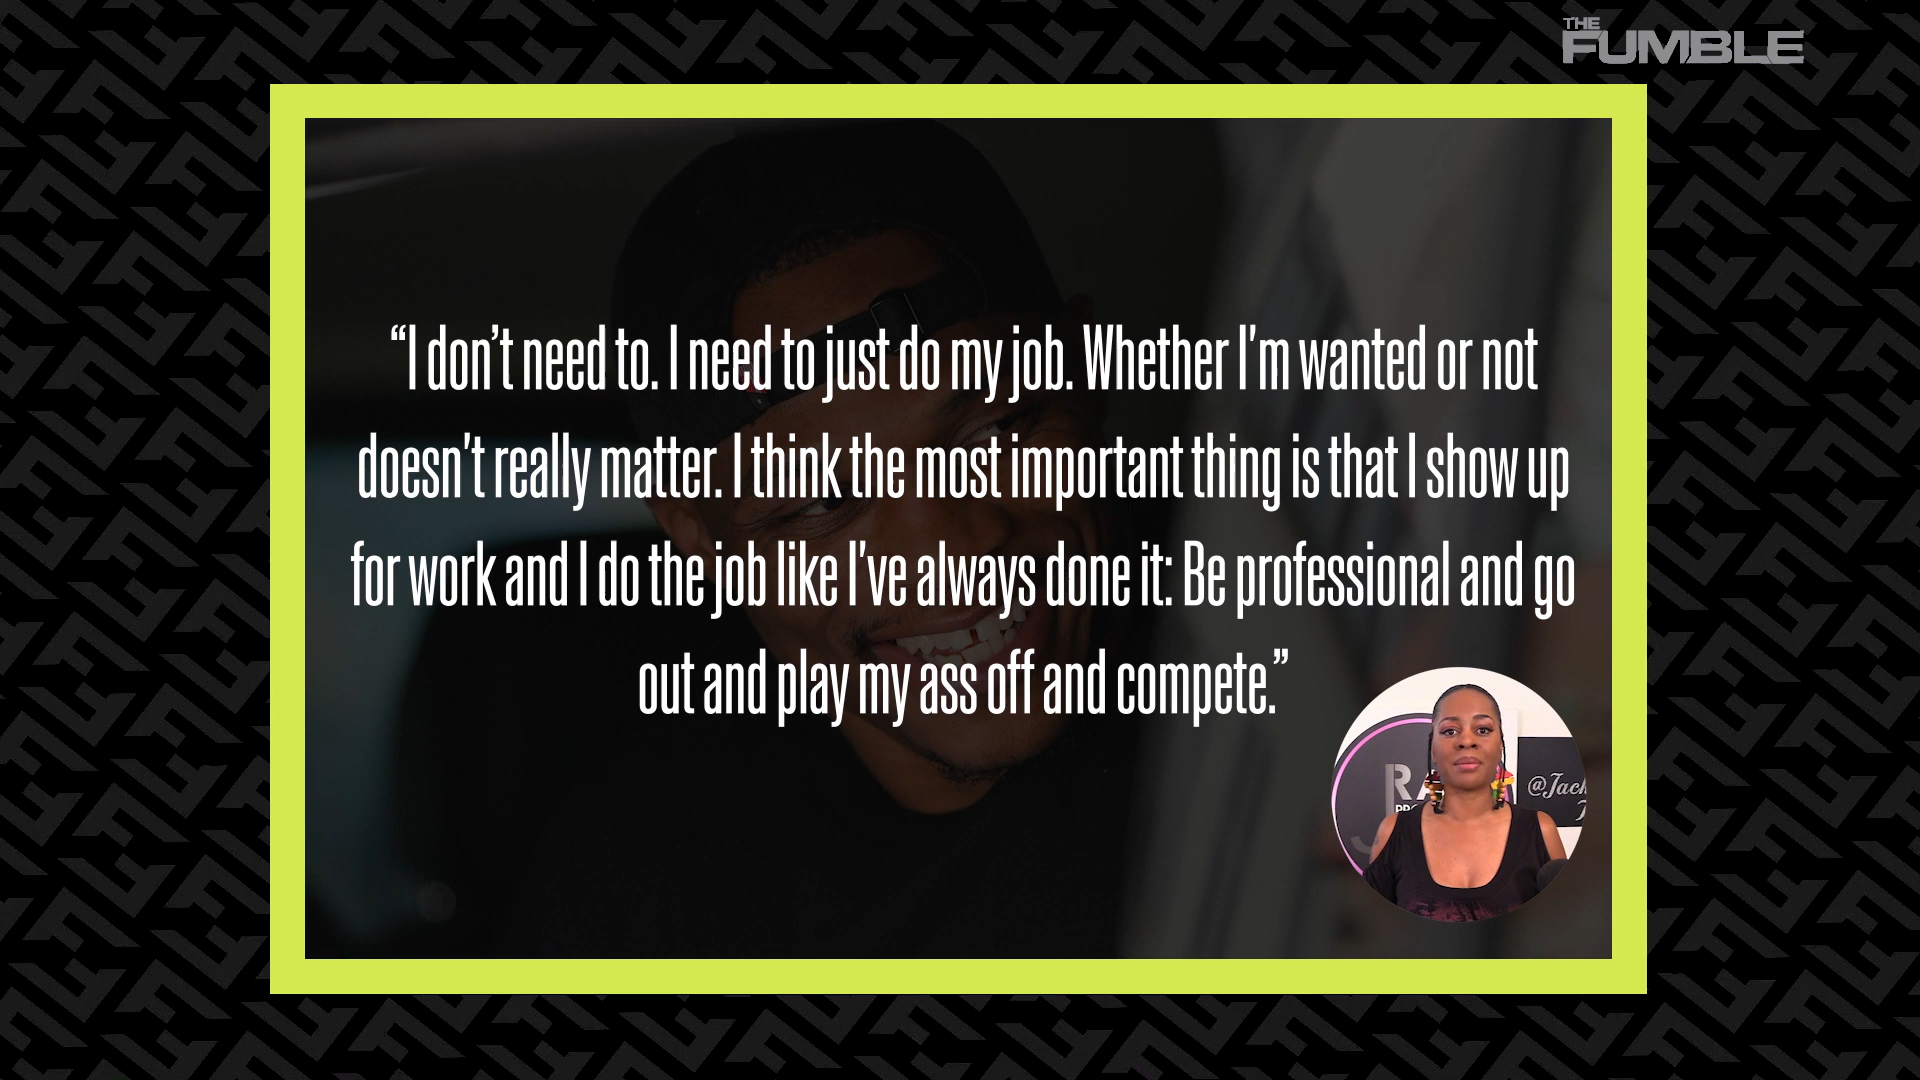 THE
FUMBLE
“I don’t need to. I need to just do my job. Whether I'm wanted or not
doesn't really matter. I think the most important thing is that I show up
for work and I do the job like I've always done it: Be professional and go
out and play my ass off and compete.”
@Jack